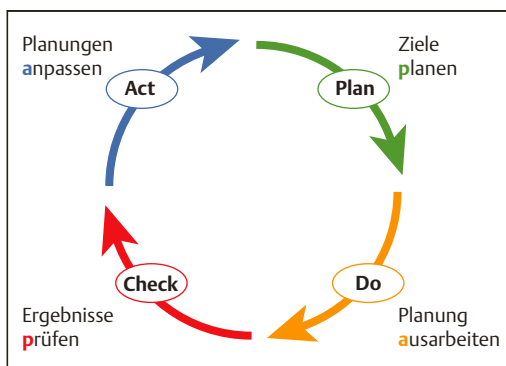 Planungen
anpassen
Act
Ziele
planen
Plan
Check
Ergebnisse
prüfen
Do
Planung
ausarbeiten